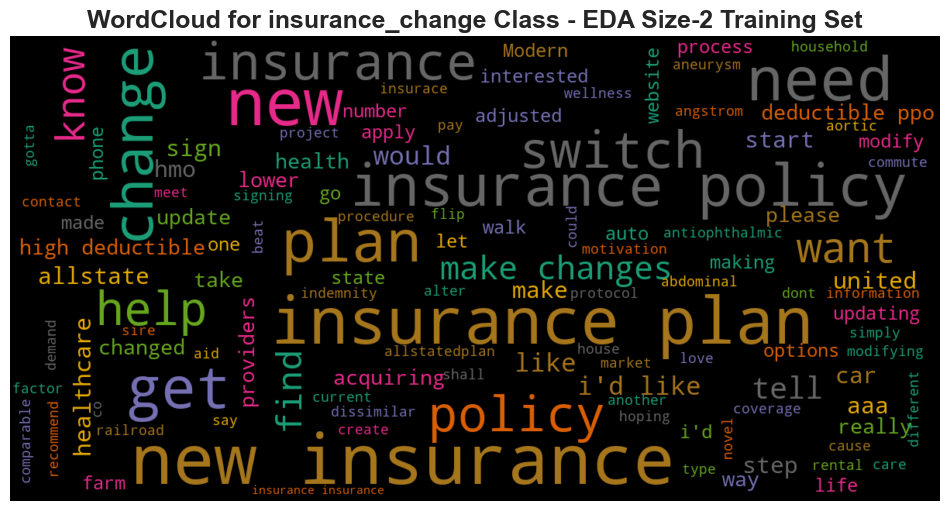 WordCloud for insurance_change Class - EDA Size-2 Training Set
know
change
insurance
Modern
process
household
gotta
phone
insurace
interested
wellness
website
aneurysm
need
new
number
adjusted
angstrom
deductible ppo
sign
project
apply
pay
aortic
hmo
health
would
switch
start
modify
contact
meet
lower
signing
go
insurance policy
commute
made
update
beat
procedure
flip
walk
could
auto
please
high deductible
one
plan
let
motivation
antiophthalmic
want
allstate
take
state
make changes
making
help
indemnity
alter
make
protocol
abdominal
dont
united
information
demand
sire
providers
insurance plan
updating
changed
aid
find
allstatedplan
house
market
love
options
simply
modifying
healthcare
get
acquiring
shall
like
i'd like
tell
car
different
factor
co
current
dissimilar
another
coverage
aaa
comparable
recommend
railroad
say
create
policy
hoping
i'd
novel
really
new insurance
type
step
cause
rental
care
farm
insurance insurance
way
life